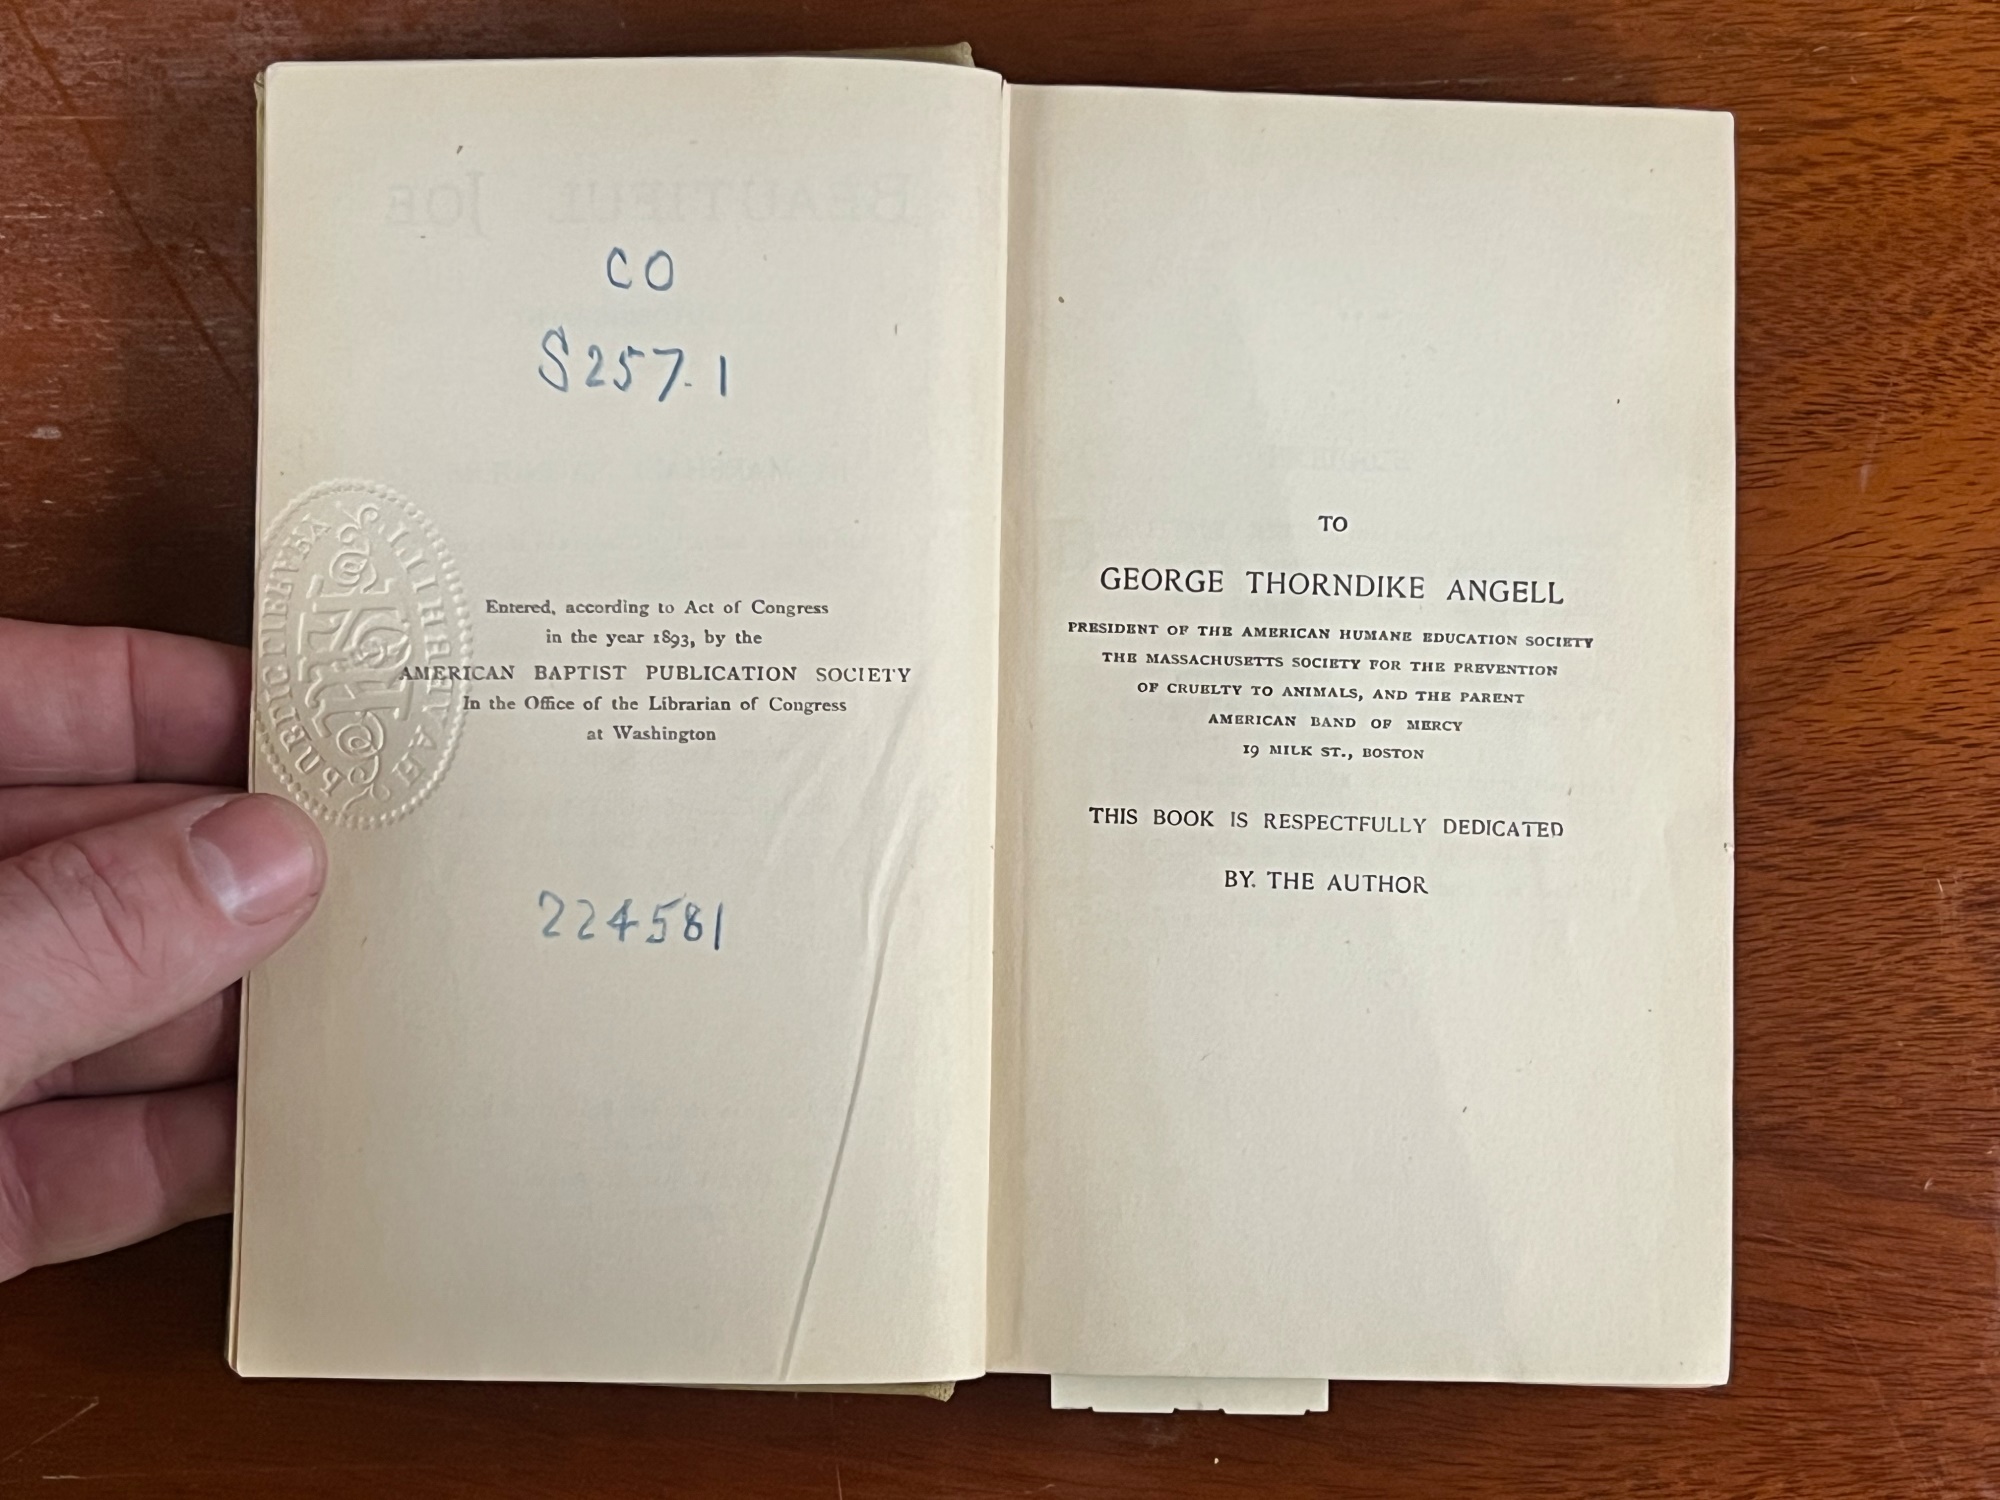 CO
S257.1
Entered, according to Act of Congress
in the year 1893, by the
AMERICAN BAPTIST PUBLICATION SOCIETY
In the Office of the Librarian of Congress
at Washington
224581
TO
GEORGE THORNDIKE ANGELL
PRESIDENT OF THE AMERICAN HUMANE EDUCATION SOCIETY
THE MASSACHUSETTS SOCIETY FOR THE PREVENTION
OF CRUELTY TO ANIMALS, AND THE PARENT
AMERICAN BAND OF MERCY
19 MILK ST., BOSTON
THIS BOOK IS RESPECTFULLY DEDICATED
BY. THE AUTHOR